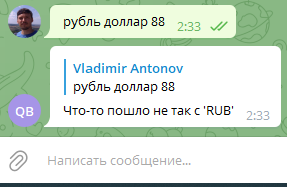 рубль доллар 88
2:33
Vladimir Antonov
рубль доллар 88
QB
Что-то пошло не так с 'RUB'
2:33
Написать сообщение...